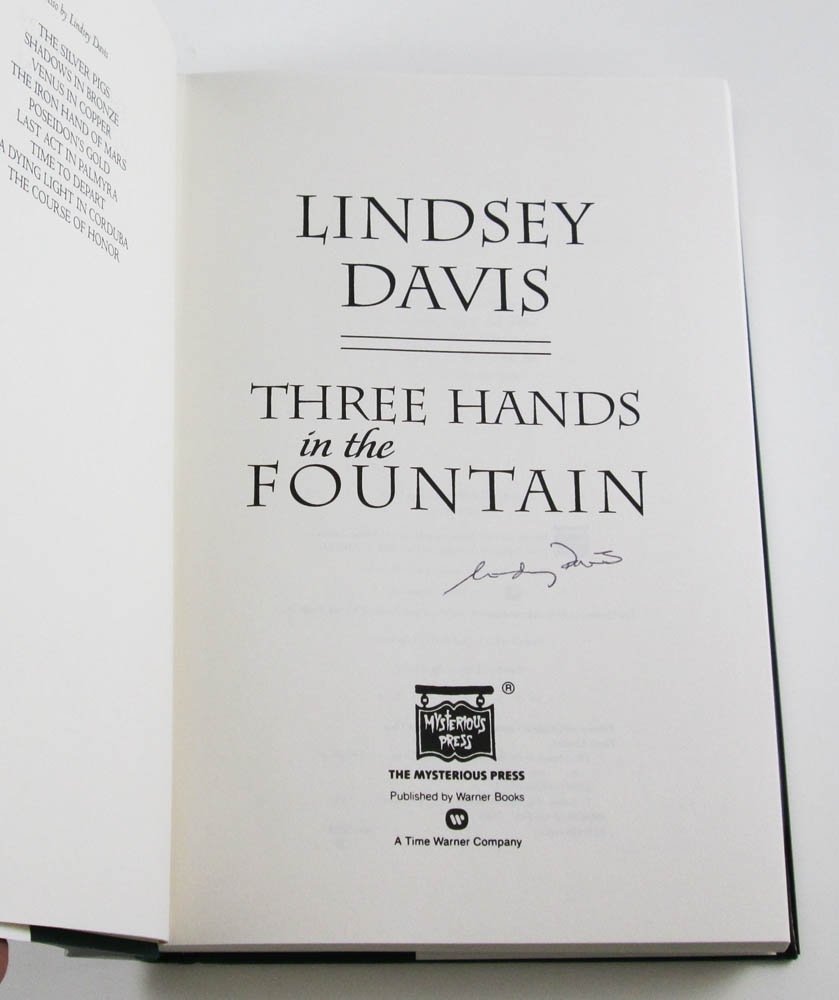 by Lindsey Davis
THE SILVER PIGS
SHADOWS IN BRONZE
VENUS IN COPPER
THE IRON HAND OF MARS
POSEIDON'S GOLD
LAST ACT IN PALMYRA
TIME TO DEPART
A DYING LIGHT IN CORDUBA
THE COURSE OF HONOR
LINDSEY
DAVIS
THREE HANDS
in the
FOUNTAIN
Lindsey Davis
®
MYSTERIOUS
PRESS
THE MYSTERIOUS PRESS
Published by Warner Books
A Time Warner Company